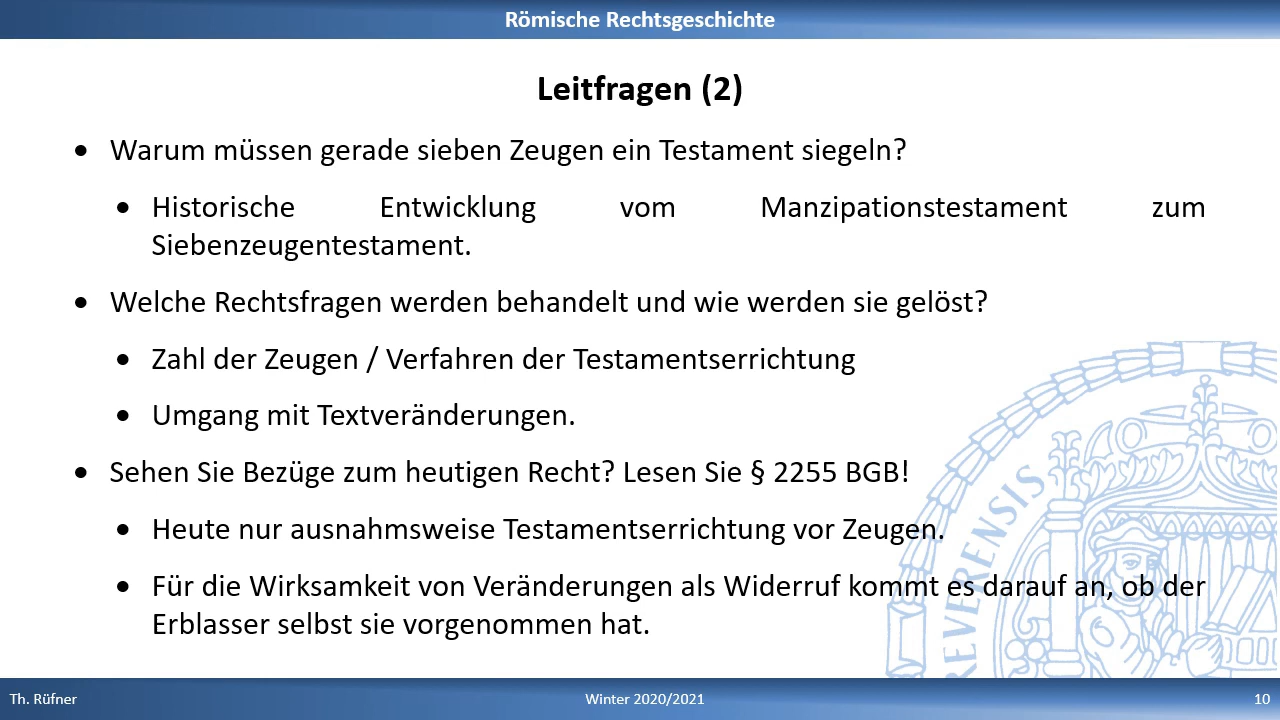 Römische Rechtsgeschichte
Leitfragen (2)
• Warum müssen gerade sieben Zeugen ein Testament siegeln?
• Historische Entwicklung vom Manzipationstestament zum
Siebenzeugentestament.
• Welche Rechtsfragen werden behandelt und wie werden sie gelöst?
• Zahl der Zeugen / Verfahren der Testamentserrichtung
• Umgang mit Textveränderungen.
• Sehen Sie Bezüge zum heutigen Recht? Lesen Sie § 2255 BGB!
• Heute nur ausnahmsweise Testamentserrichtung vor Zeugen.
• Für die Wirksamkeit von Veränderungen als Widerruf kommt es darauf an, ob der
Erblasser selbst sie vorgenommen hat.
REVERENSIS
Th. Rüfner
Winter 2020/2021
10